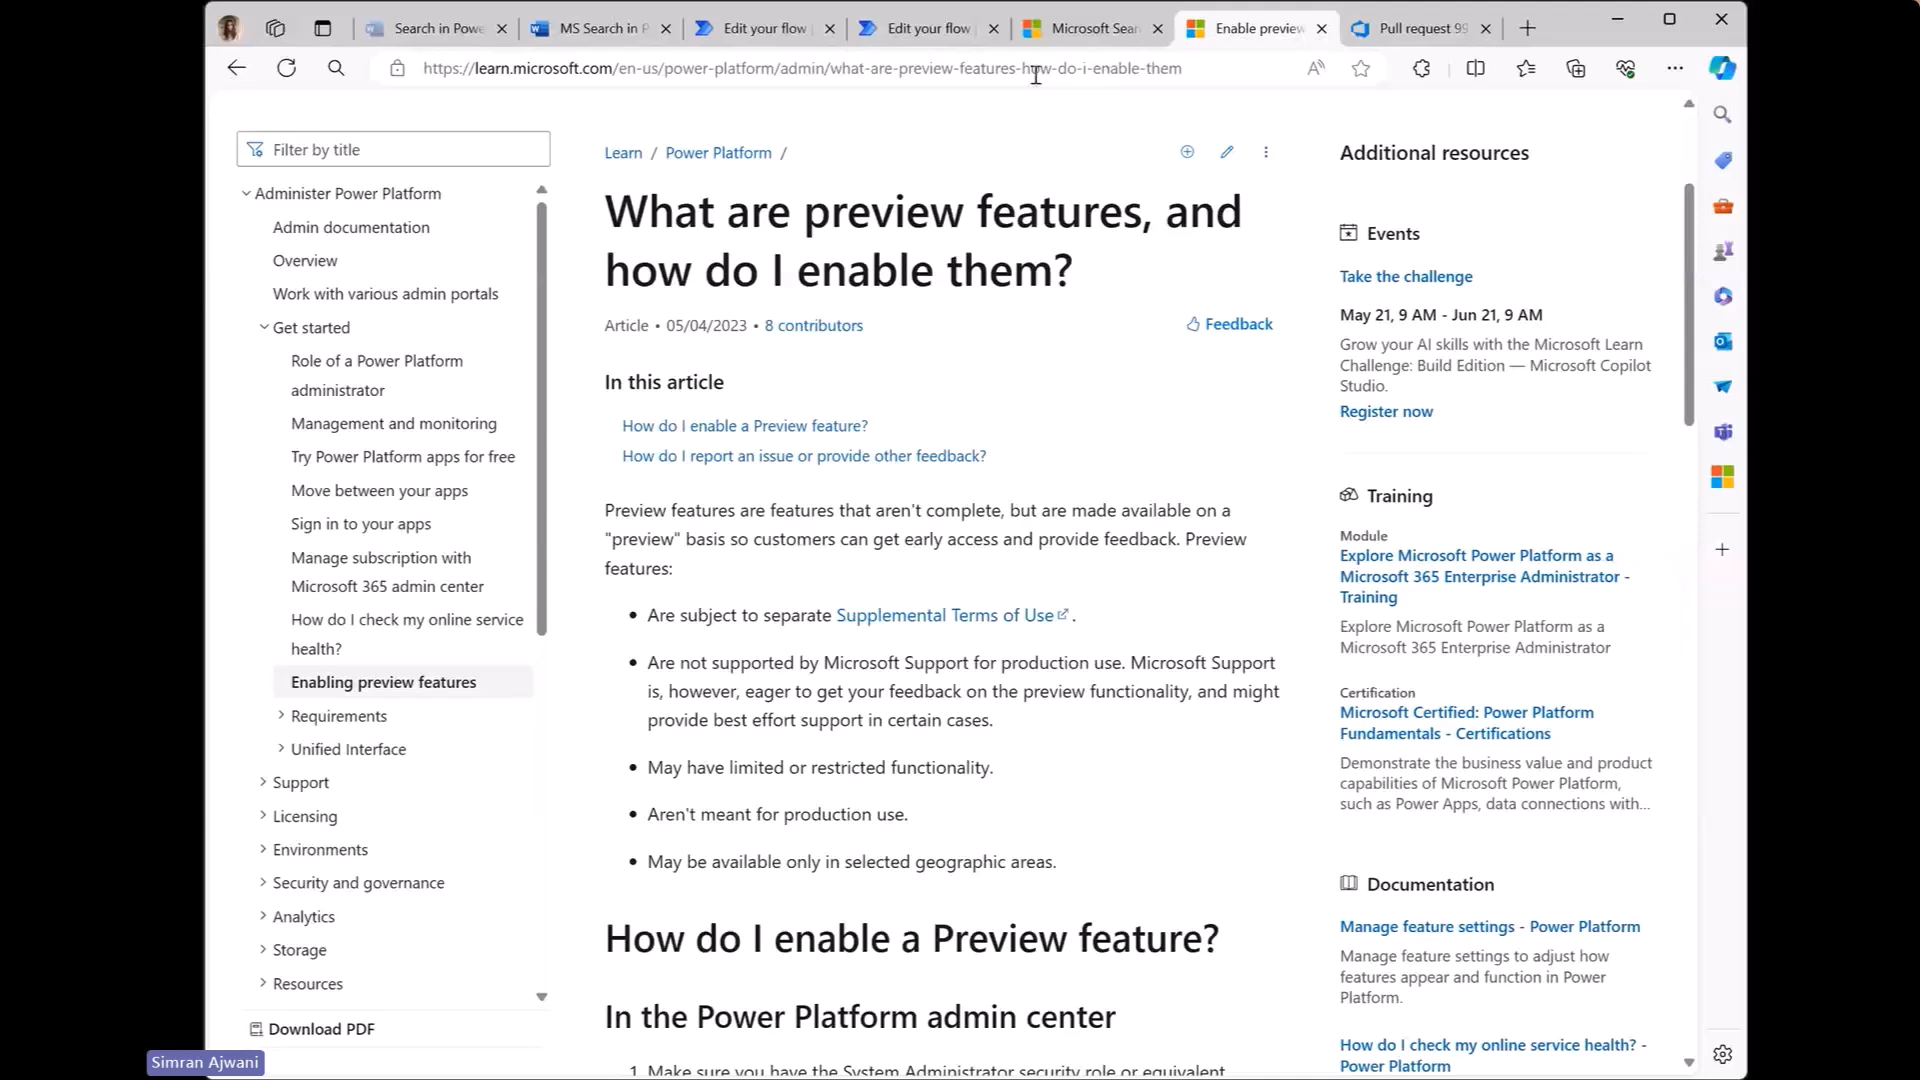 Search in Powe
MS Search in P
Edit your flow
Edit your flow
Microsoft Sear
Enable preview
Pull request 99
https://learn.microsoft.com/en-us/power-platform/admin/what-are-preview-features-how-do-i-enable-them
Filter by title
Administer Power Platform
Admin documentation
Overview
Work with various admin portals
Get started
Role of a Power Platform
administrator
Management and monitoring
Try Power Platform apps for free
Move between your apps
Sign in to your apps
Manage subscription with
Microsoft 365 admin center
How do I check my online service
health?
Enabling preview features
Requirements
Unified Interface
Support
Licensing
Environments
Security and governance
Analytics
Storage
Resources
Download PDF
Learn / Power Platform /
What are preview features, and
how do I enable them?
Article • 05/04/2023 • 8 contributors
Feedback
In this article
How do I enable a Preview feature?
How do I report an issue or provide other feedback?
Preview features are features that aren't complete, but are made available on a
"preview" basis so customers can get early access and provide feedback. Preview
features:
• Are subject to separate Supplemental Terms of Use .
• Are not supported by Microsoft Support for production use. Microsoft Support
is, however, eager to get your feedback on the preview functionality, and might
provide best effort support in certain cases.
• May have limited or restricted functionality.
• Aren't meant for production use.
• May be available only in selected geographic areas.
How do I enable a Preview feature?
In the Power Platform admin center
1. Make sure you have the System Administrator security role or equivalent
Additional resources
Events
Take the challenge
May 21, 9 AM - Jun 21, 9 AM
Grow your AI skills with the Microsoft Learn
Challenge: Build Edition — Microsoft Copilot
Studio.
Register now
Training
Module
Explore Microsoft Power Platform as a
Microsoft 365 Enterprise Administrator -
Training
Explore Microsoft Power Platform as a
Microsoft 365 Enterprise Administrator
Certification
Microsoft Certified: Power Platform
Fundamentals - Certifications
Demonstrate the business value and product
capabilities of Microsoft Power Platform,
such as Power Apps, data connections with...
Documentation
Manage feature settings - Power Platform
Manage feature settings to adjust how
features appear and function in Power
Platform.
How do I check my online service health? -
Power Platform
Simran Ajwani